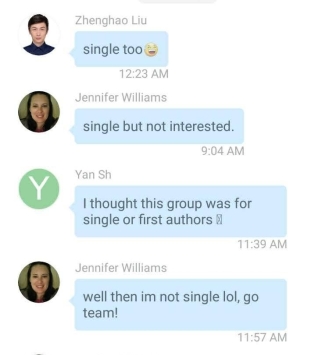 Zhenghao Liu
single too😄
12:23 AM
Jennifer Williams
single but not interested.
9:04 AM
Y
Yan Sh
I thought this group was for
single or first authors
11:39 AM
Jennifer Williams
well then im not single lol, go
team!
11:57 AM